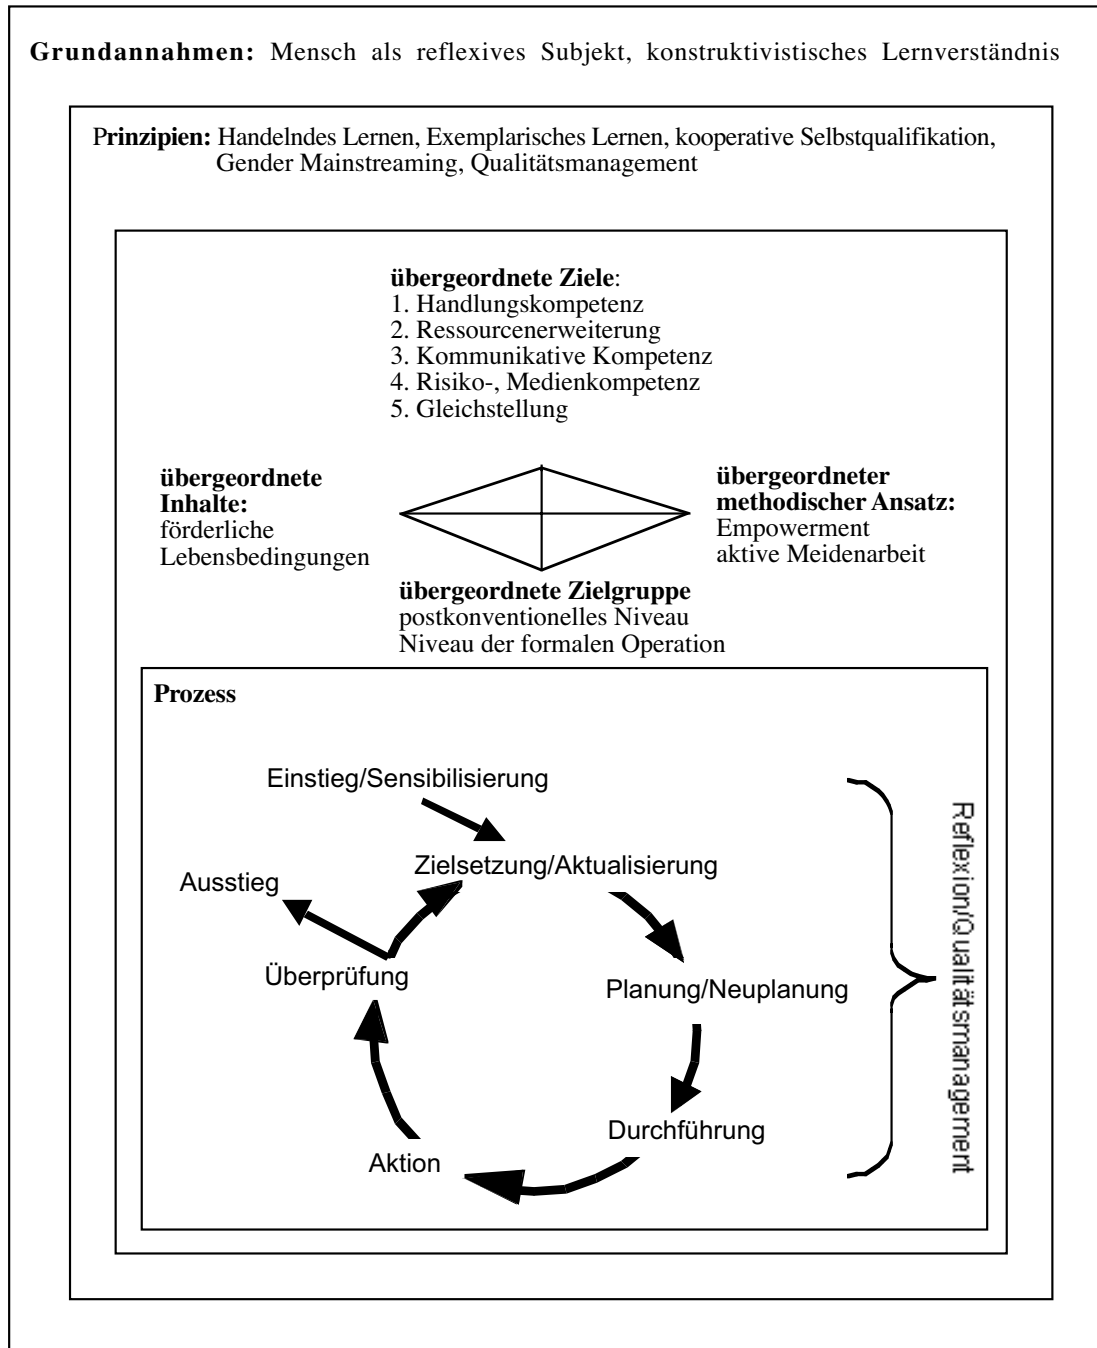 Grundannahmen: Mensch als reflexives Subjekt, konstruktivistisches Lernverständnis
Prinzipien: Handelndes Lernen, Exemplarisches Lernen, kooperative Selbstqualifikation,
Gender Mainstreaming, Qualitätsmanagement
übergeordnete Ziele:
1. Handlungskompetenz
2. Ressourcenerweiterung
3. Kommunikative Kompetenz
4. Risiko-, Medienkompetenz
5. Gleichstellung
übergeordnete
Inhalte:
förderliche
Lebensbedingungen
übergeordneter
methodischer Ansatz:
Empowerment
aktive Meidenarbeit
übergeordnete Zielgruppe
postkonventionelles Niveau
Niveau der formalen Operation
Prozess
Einstieg/Sensibilisierung
Zielsetzung/Aktualisierung
Ausstieg
Überprüfung
Planung/Neuplanung
Durchführung
Aktion
Reflexion/Qualitätsmanagement